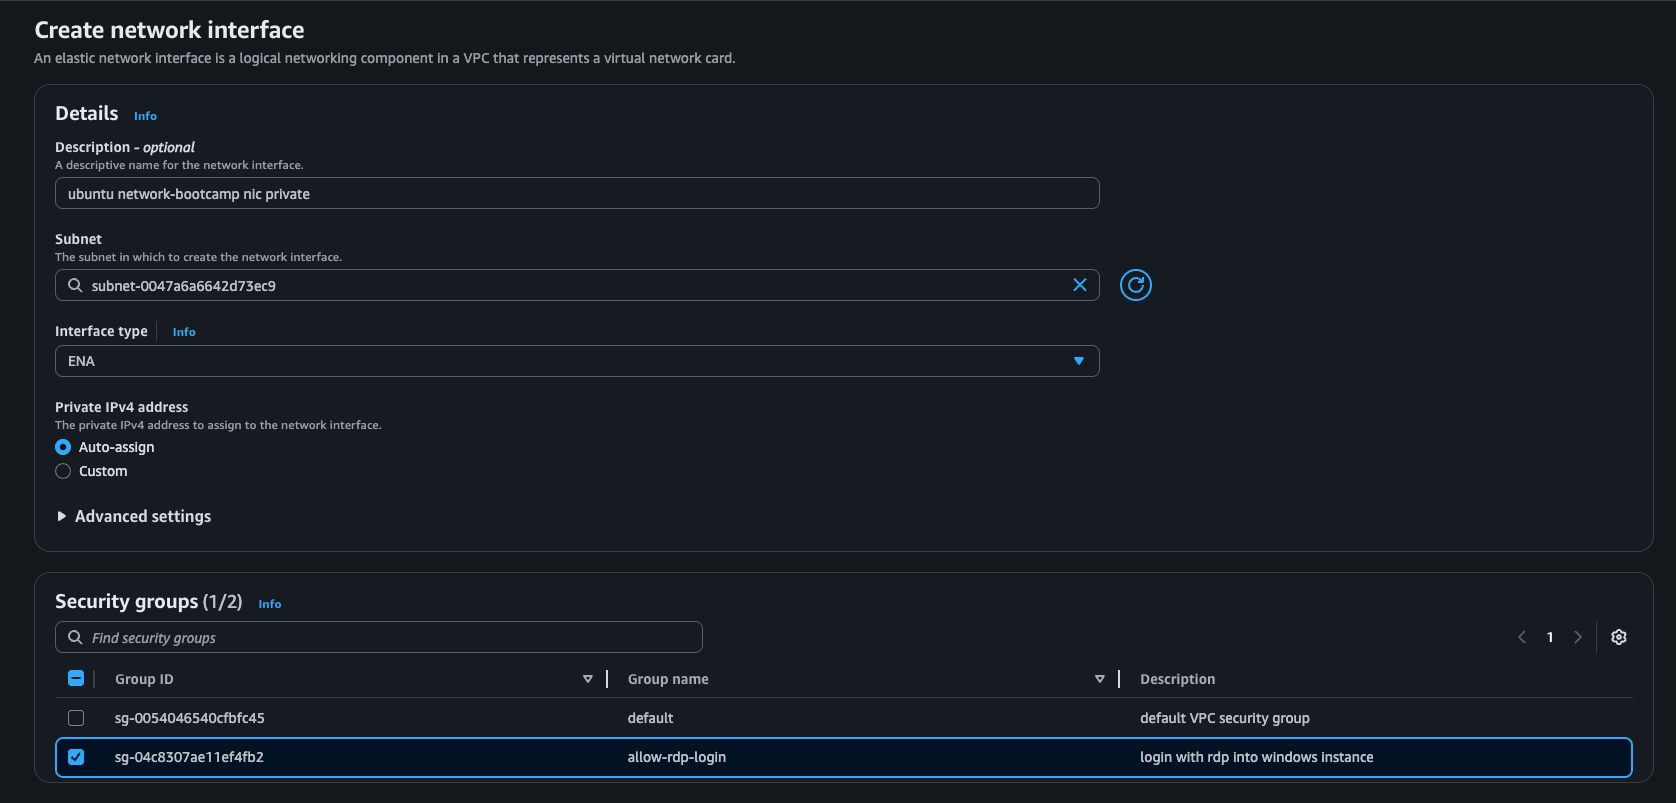 Create network interface
An elastic network interface is a logical networking component in a VPC that represents a virtual network card.
Details Info
Description - optional
A descriptive name for the network interface.
ubuntu network-bootcamp nic private
Subnet
The subnet in which to create the network interface.
subnet-0047a6a6642d73ec9
Interface type Info
ENA
Private IPv4 address
The private IPv4 address to assign to the network interface.
Auto-assign
Custom
Advanced settings
Security groups (1/2) Info
Find security groups 1
Group ID Group name Description
sg-0054046540cfbfc45 default default VPC security group
sg-04c8307ae11ef4fb2 allow-rdp-login login with rdp into windows instance